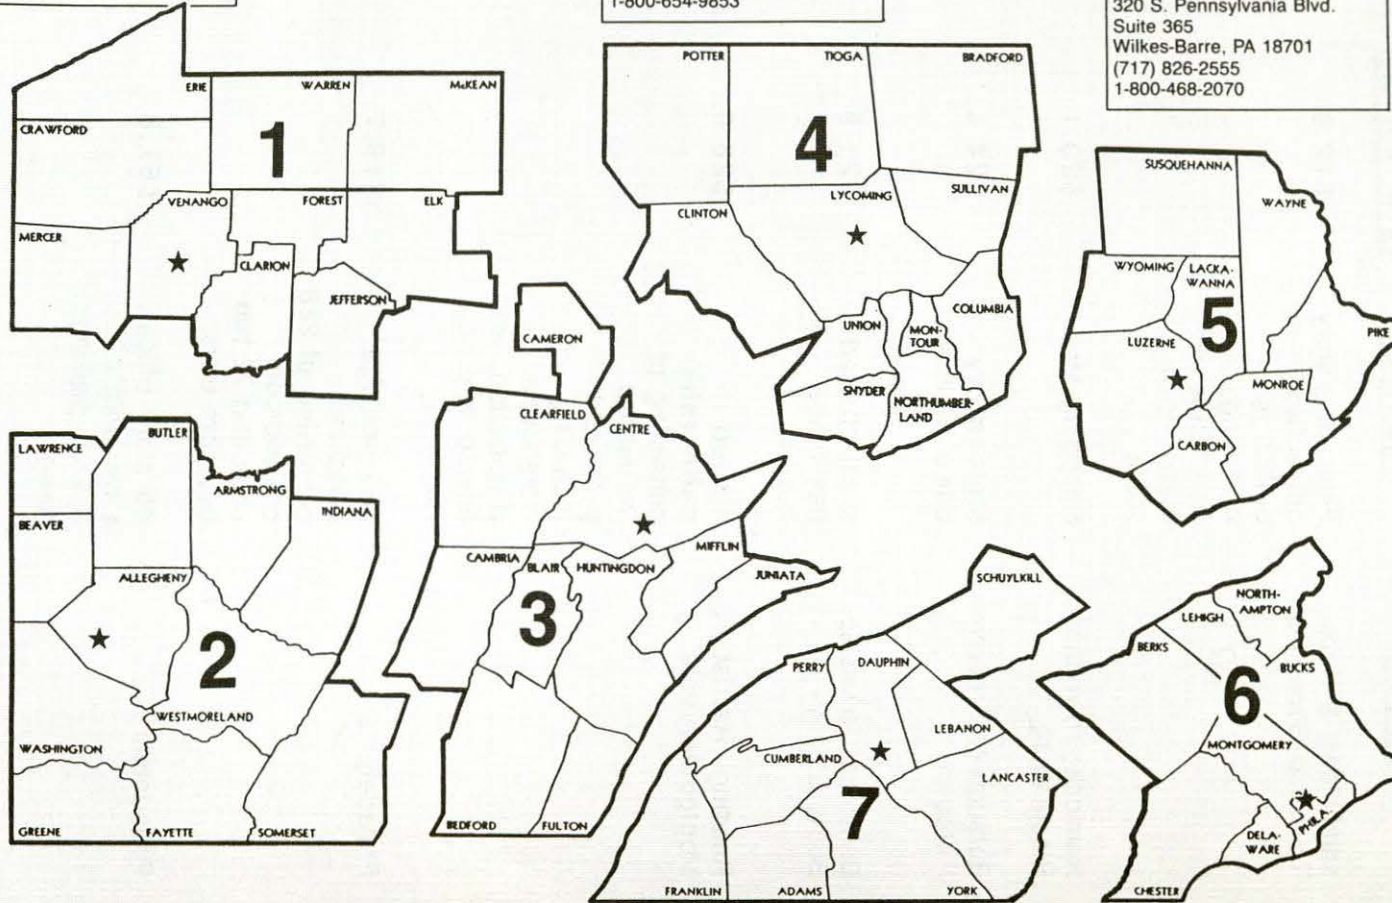 1-800-654-9853
320 S. Pennsylvania Blvd.
Suite 365
Wilkes-Barre, PA 18701
(717) 826-2555
1-800-468-2070
ERIE
WARREN
McKEAN
CRAWFORD
1
VENANGO
FOREST
ELK
MERCER
CLARION
JEFFERSON
POTTER
TIOGA
BRADFORD
4
CLINTON
LYCOMING
SULLIVAN
UNION
MON-
TOUR
COLUMBIA
SNYDER
NORTHUMBER-
LAND
SUSQUEHANNA
WAYNE
WYOMING
LACKA-
WANNA
5
PIKE
LUZERNE
MONROE
CARBON
LAWRENCE
BUTLER
ARMSTRONG
BEAVER
INDIANA
ALLEGHENY
2
WESTMORELAND
WASHINGTON
GREENE
FAYETTE
SOMERSET
CAMERON
CLEARFIELD
CENTRE
CAMBRIA
BLAIR
HUNTINGDON
MIFFLIN
JUNIATA
3
BEDFORD
FULTON
SCHUYLKILL
PERRY
DAUPHIN
LEBANON
CUMBERLAND
LANCASTER
7
FRANKLIN
ADAMS
YORK
NORTH-
AMPTON
LEHIGH
BERKS
BUCKS
6
MONTGOMERY
PHILA.
DELA-
WARE
CHESTER